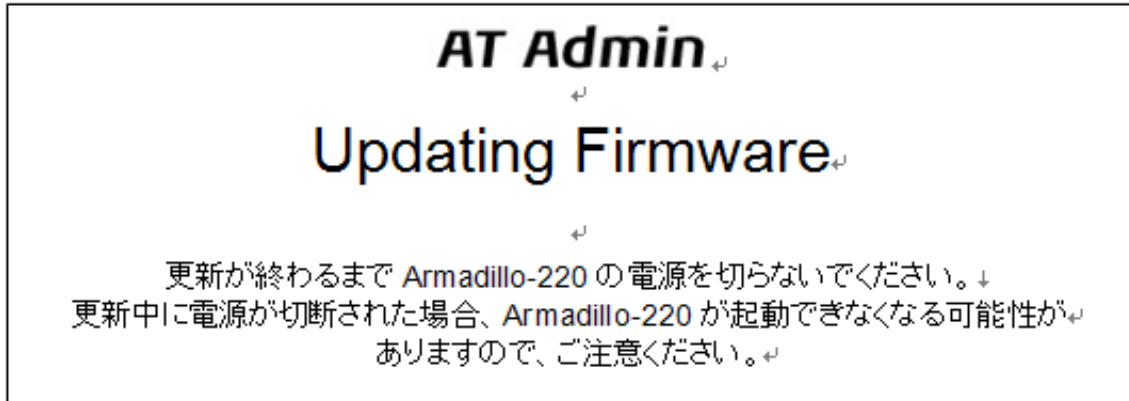 AT Admin
Updating Firmware
更新が終わるまで Armadillo-220 の電源を切らないでください。
更新中に電源が切断された場合、Armadillo-220 が起動できなくなる可能性が
ありますので、ご注意ください。